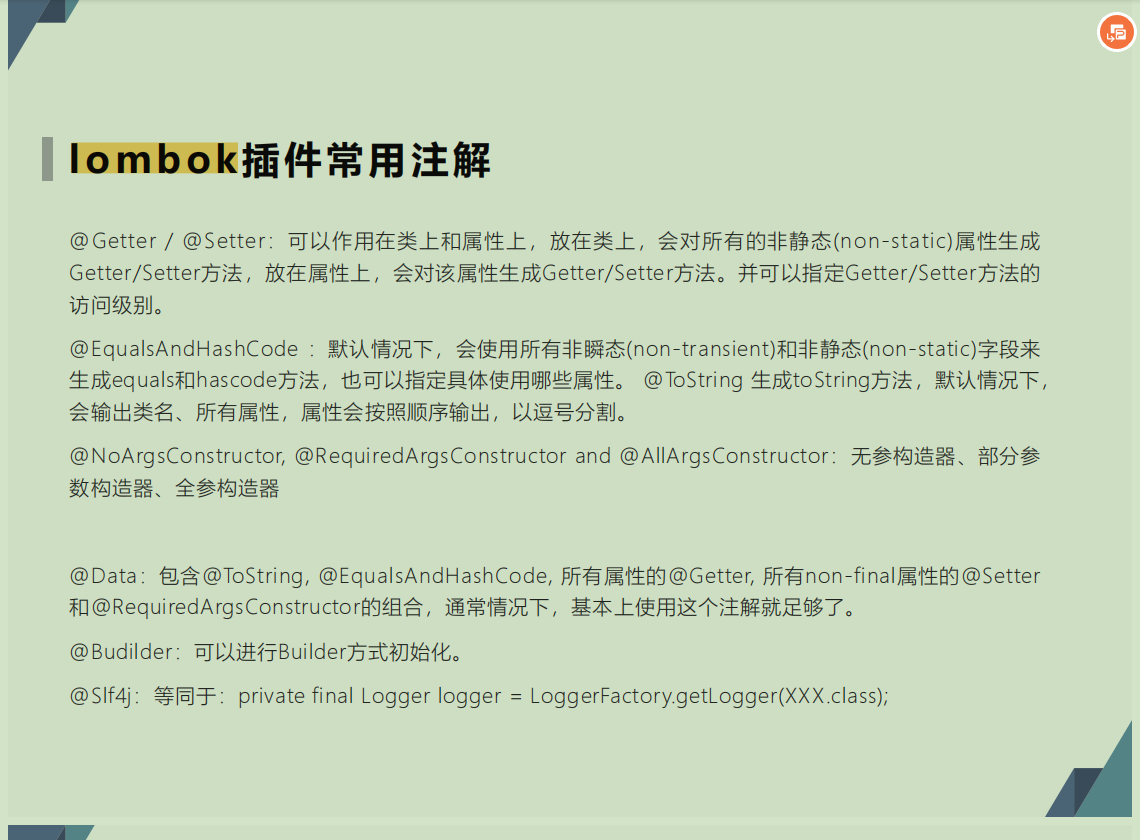 lombok插件常用注解
@Getter / @Setter：可以作用在类上和属性上，放在类上，会对所有的非静态(non-static)属性生成
Getter/Setter方法，放在属性上，会对该属性生成Getter/Setter方法。并可以指定Getter/Setter方法的
访问级别。
@EqualsAndHashCode ：默认情况下，会使用所有非瞬态(non-transient)和非静态(non-static)字段来
生成equals和hascode方法，也可以指定具体使用哪些属性。 @ToString 生成toString方法，默认情况下，
会输出类名、所有属性，属性会按照顺序输出，以逗号分割。
@NoArgsConstructor, @RequiredArgsConstructor and @AllArgsConstructor：无参构造器、部分参
数构造器、全参构造器
@Data：包含@ToString, @EqualsAndHashCode, 所有属性的@Getter, 所有non-final属性的@Setter
和@RequiredArgsConstructor的组合，通常情况下，基本上使用这个注解就足够了。
@Budilder：可以进行Builder方式初始化。
@Slf4j：等同于：private final Logger logger = LoggerFactory.getLogger(XXX.class);